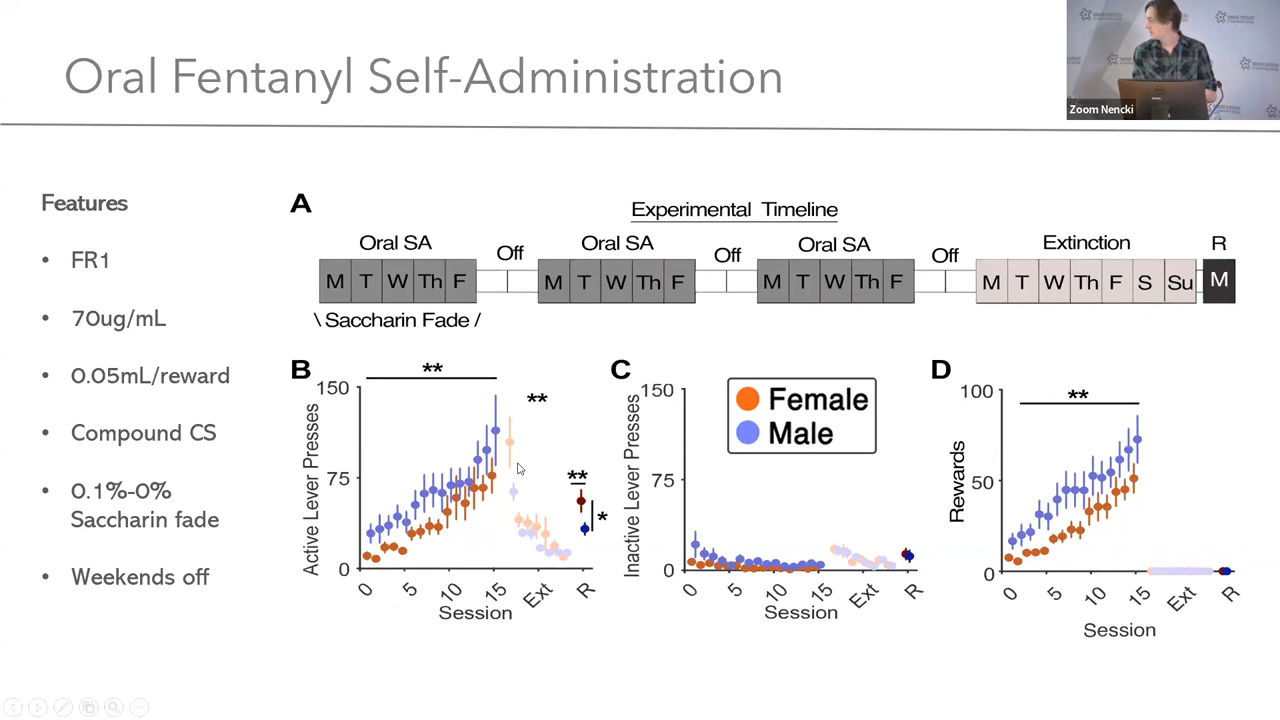 Oral Fentanyl Self-Administration
Zoom Nencki
Features
• FR1
• 70ug/mL
• 0.05mL/reward
• Compound CS
• 0.1%-0%
Saccharin fade
• Weekends off
A
Experimental Timeline
Oral SA Off Oral SA Off Oral SA Off Extinction R
M T W Th F M T W Th F M T W Th F M T W Th F S Su M
\ Saccharin Fade /
B
**
**
**
*
Active Lever Presses
150
75
0
0 5 10 15 Ext R
Session
C
Inactive Lever Presses
150
75
0
Female
Male
0 5 10 15 Ext R
Session
D
**
Rewards
100
50
0
0 5 10 15 Ext R
Session